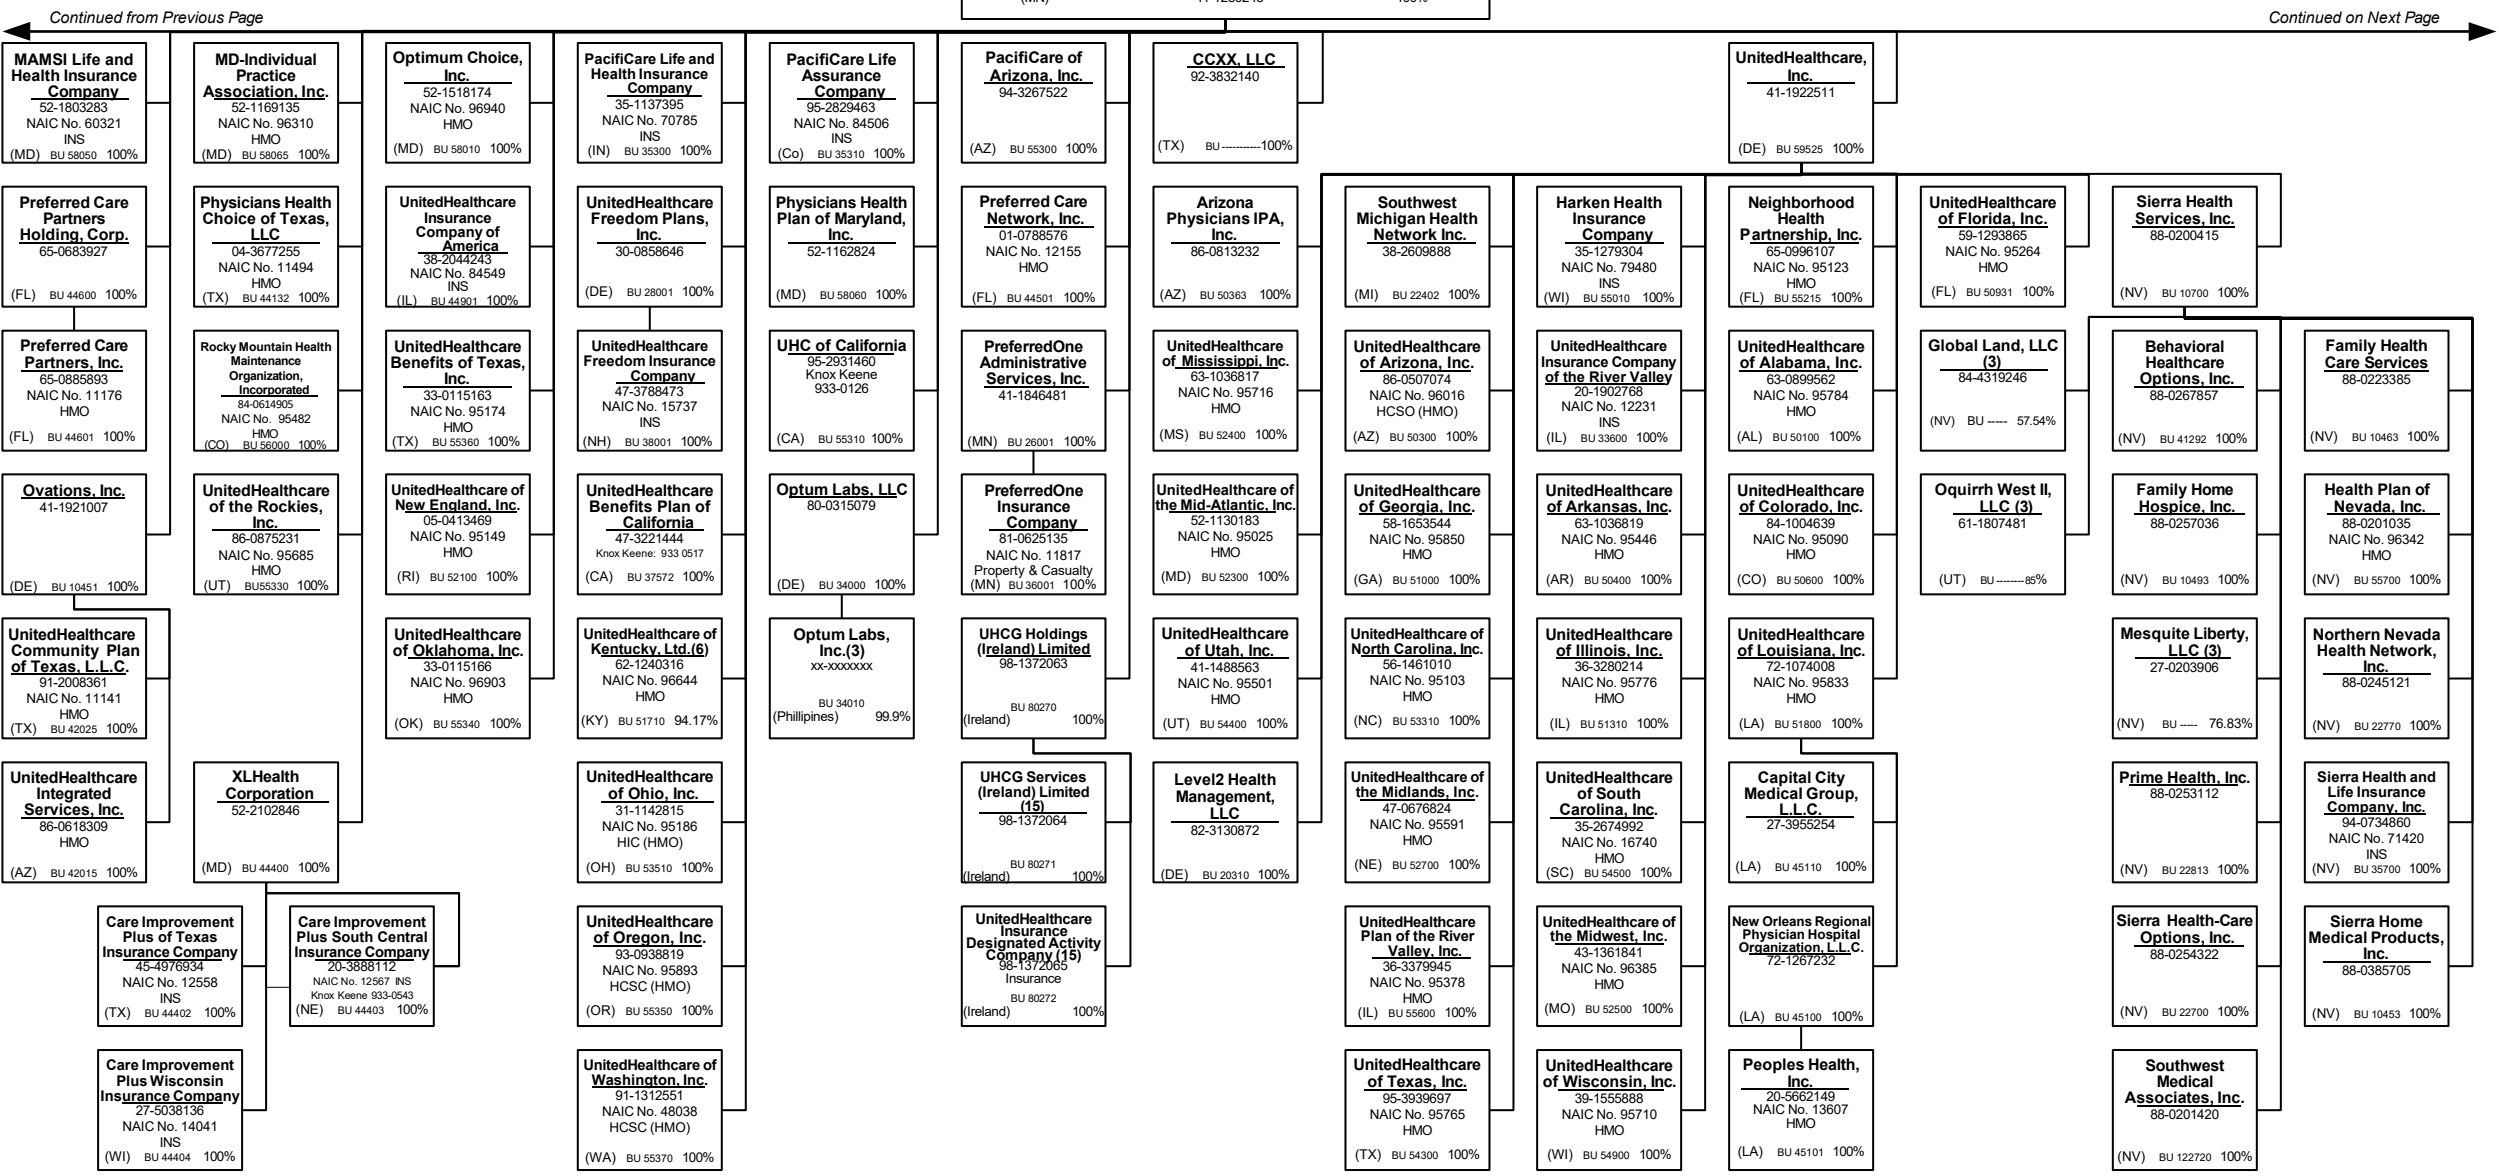 Continued from Previous Page
Continued on Next Page
MAMSI Life and
Health Insurance
Company
52-1803283
NAIC No. 60321
INS
(MD) BU 58050 100%
MD-Individual
Practice
Association, Inc.
52-1169135
NAIC No. 96310
HMO
(MD) BU 58065 100%
Optimum Choice,
Inc.
52-1518174
NAIC No. 96940
HMO
(MD) BU 58010 100%
PacifiCare Life and
Health Insurance
Company
35-1137395
NAIC No. 70785
INS
(IN) BU 35300 100%
PacifiCare Life
Assurance
Company
95-2829463
NAIC No. 84506
INS
(Co) BU 35310 100%
PacifiCare of
Arizona, Inc.
94-3267522
(AZ) BU 55300 100%
CCXX, LLC
92-3832140
(TX) BU -----------100%
UnitedHealthcare,
Inc.
41-1922511
(DE) BU 59525 100%
Preferred Care
Partners
Holding, Corp.
65-0683927
(FL) BU 44600 100%
Physicians Health
Choice of Texas,
LLC
04-3677255
NAIC No. 11494
HMO
(TX) BU 44132 100%
UnitedHealthcare
Insurance
Company of
America
38-2044243
NAIC No. 84549
INS
(IL) BU 44901 100%
UnitedHealthcare
Freedom Plans,
Inc.
30-0858646
(DE) BU 28001 100%
Physicians Health
Plan of Maryland,
Inc.
52-1162824
(MD) BU 58060 100%
Preferred Care
Network, Inc.
01-0788576
NAIC No. 12155
HMO
(FL) BU 44501 100%
Arizona
Physicians IPA,
Inc.
86-0813232
(AZ) BU 50363 100%
Southwest
Michigan Health
Network Inc.
38-2609888
(MI) BU 22402 100%
Harken Health
Insurance
Company
35-1279304
NAIC No. 79480
INS
(WI) BU 55010 100%
Neighborhood
Health
Partnership, Inc.
65-0996107
NAIC No. 95123
HMO
(FL) BU 55215 100%
UnitedHealthcare
of Florida, Inc.
59-1293865
NAIC No. 95264
HMO
(FL) BU 50931 100%
Sierra Health
Services, Inc.
88-0200415
(NV) BU 10700 100%
Preferred Care
Partners, Inc.
65-0885893
NAIC No. 11176
HMO
(FL) BU 44601 100%
Rocky Mountain Health
Maintenance
Organization,
Incorporated
84-0614905
NAIC No. 95482
HMO
(CO) BU 56000 100%
UnitedHealthcare
Benefits of Texas,
Inc.
33-0115163
NAIC No. 95174
HMO
(TX) BU 55360 100%
UnitedHealthcare
Freedom Insurance
Company
47-3788473
NAIC No. 15737
INS
(NH) BU 38001 100%
UHC of California
95-2931460
Knox Keene
933-0126
(CA) BU 55310 100%
PreferredOne
Administrative
Services, Inc.
41-1846481
(MN) BU 26001 100%
UnitedHealthcare
of Mississippi, Inc.
63-1036817
NAIC No. 95716
HMO
(MS) BU 52400 100%
UnitedHealthcare
of Arizona, Inc.
86-0507074
NAIC No. 96016
HCSO (HMO)
(AZ) BU 50300 100%
UnitedHealthcare
Insurance Company
of the River Valley
20-1902768
NAIC No. 12231
INS
(IL) BU 33600 100%
UnitedHealthcare
of Alabama, Inc.
63-0899562
NAIC No. 95784
HMO
(AL) BU 50100 100%
Global Land, LLC
(3)
84-4319246
(NV) BU ----- 57.54%
Behavioral
Healthcare
Options, Inc.
88-0267857
(NV) BU 41292 100%
Family Health
Care Services
88-0223385
(NV) BU 10463 100%
Ovations, Inc.
41-1921007
(DE) BU 10451 100%
UnitedHealthcare
of the Rockies,
Inc.
86-0875231
NAIC No. 95685
HMO
(UT) BU55330 100%
UnitedHealthcare of
New England, Inc.
05-0413469
NAIC No. 95149
HMO
(RI) BU 52100 100%
UnitedHealthcare
Benefits Plan of
California
47-3221444
Knox Keene: 933 0517
(CA) BU 37572 100%
Optum Labs, LLC
80-0315079
(DE) BU 34000 100%
PreferredOne
Insurance
Company
81-0625135
NAIC No. 11817
Property & Casualty
(MN) BU 36001 100%
UnitedHealthcare of
the Mid-Atlantic, Inc.
52-1130183
NAIC No. 95025
HMO
(MD) BU 52300 100%
UnitedHealthcare
of Georgia, Inc.
58-1653544
NAIC No. 95850
HMO
(GA) BU 51000 100%
UnitedHealthcare
of Arkansas, Inc.
63-1036819
NAIC No. 95446
HMO
(AR) BU 50400 100%
UnitedHealthcare
of Colorado, Inc.
84-1004639
NAIC No. 95090
HMO
(CO) BU 50600 100%
Oquirrh West II,
LLC (3)
61-1807481
(UT) BU --------85%
Family Home
Hospice, Inc.
88-0257036
(NV) BU 10493 100%
Health Plan of
Nevada, Inc.
88-0201035
NAIC No. 96342
HMO
(NV) BU 55700 100%
UnitedHealthcare
Community Plan
of Texas, L.L.C.
91-2008361
NAIC No. 11141
HMO
(TX) BU 42025 100%
UnitedHealthcare
of Oklahoma, Inc.
33-0115166
NAIC No. 96903
HMO
(OK) BU 55340 100%
UnitedHealthcare of
Kentucky, Ltd.(6)
62-1240316
NAIC No. 96644
HMO
(KY) BU 51710 94.17%
Optum Labs,
Inc.(3)
xx-xxxxxxx
BU 34010
(Phillipines) 99.9%
UHCG Holdings
(Ireland) Limited
98-1372063
BU 80270
(Ireland) 100%
UnitedHealthcare
of Utah, Inc.
41-1488563
NAIC No. 95501
HMO
(UT) BU 54400 100%
UnitedHealthcare of
North Carolina, Inc.
56-1461010
NAIC No. 95103
HMO
(NC) BU 53310 100%
UnitedHealthcare
of Illinois, Inc.
36-3280214
NAIC No. 95776
HMO
(IL) BU 51310 100%
UnitedHealthcare
of Louisiana, Inc.
72-1074008
NAIC No. 95833
HMO
(LA) BU 51800 100%
Mesquite Liberty,
LLC (3)
27-0203906
(NV) BU ----- 76.83%
Northern Nevada
Health Network,
Inc.
88-0245121
(NV) BU 22770 100%
UnitedHealthcare
Integrated
Services, Inc.
86-0618309
HMO
(AZ) BU 42015 100%
XLHealth
Corporation
52-2102846
(MD) BU 44400 100%
UnitedHealthcare
of Ohio, Inc.
31-1142815
NAIC No. 95186
HIC (HMO)
(OH) BU 53510 100%
UHCG Services
(Ireland) Limited
(15)
98-1372064
BU 80271
(Ireland) 100%
Level2 Health
Management,
LLC
82-3130872
(DE) BU 20310 100%
UnitedHealthcare of
the Midlands, Inc.
47-0676824
NAIC No. 95591
HMO
(NE) BU 52700 100%
UnitedHealthcare
of South
Carolina, Inc.
35-2674992
NAIC No. 16740
HMO
(SC) BU 54500 100%
Capital City
Medical Group,
L.L.C.
27-3955254
(LA) BU 45110 100%
Prime Health, Inc.
88-0253112
(NV) BU 22813 100%
Sierra Health and
Life Insurance
Company, Inc.
94-0734860
NAIC No. 71420
INS
(NV) BU 35700 100%
Care Improvement
Plus of Texas
Insurance Company
45-4976934
NAIC No. 12558
INS
(TX) BU 44402 100%
Care Improvement
Plus South Central
Insurance Company
20-3888112
NAIC No. 12567 INS
Knox Keene 933-0543
(NE) BU 44403 100%
UnitedHealthcare
of Oregon, Inc.
93-0938819
NAIC No. 95893
HCSC (HMO)
(OR) BU 55350 100%
UnitedHealthcare
Insurance
Designated Activity
Company (15)
98-1372065
Insurance
BU 80272
(Ireland) 100%
UnitedHealthcare
Plan of the River
Valley, Inc.
36-3379945
NAIC No. 95378
HMO
(IL) BU 55600 100%
UnitedHealthcare of
the Midwest, Inc.
43-1361841
NAIC No. 96385
HMO
(MO) BU 52500 100%
New Orleans Regional
Physician Hospital
Organization, L.L.C.
72-1267232
(LA) BU 45100 100%
Sierra Health-Care
Options, Inc.
88-0254322
(NV) BU 22700 100%
Sierra Home
Medical Products,
Inc.
88-0385705
(NV) BU 10453 100%
Care Improvement
Plus Wisconsin
Insurance Company
27-5038136
NAIC No. 14041
INS
(WI) BU 44404 100%
UnitedHealthcare of
Washington, Inc.
91-1312551
NAIC No. 48038
HCSC (HMO)
(WA) BU 55370 100%
UnitedHealthcare
of Texas, Inc.
95-3939697
NAIC No. 95765
HMO
(TX) BU 54300 100%
UnitedHealthcare
of Wisconsin, Inc.
39-1555888
NAIC No. 95710
HMO
(WI) BU 54900 100%
Peoples Health,
Inc.
20-5662149
NAIC No. 13607
HMO
(LA) BU 45101 100%
Southwest
Medical
Associates, Inc.
88-0201420
(NV) BU 122720 100%